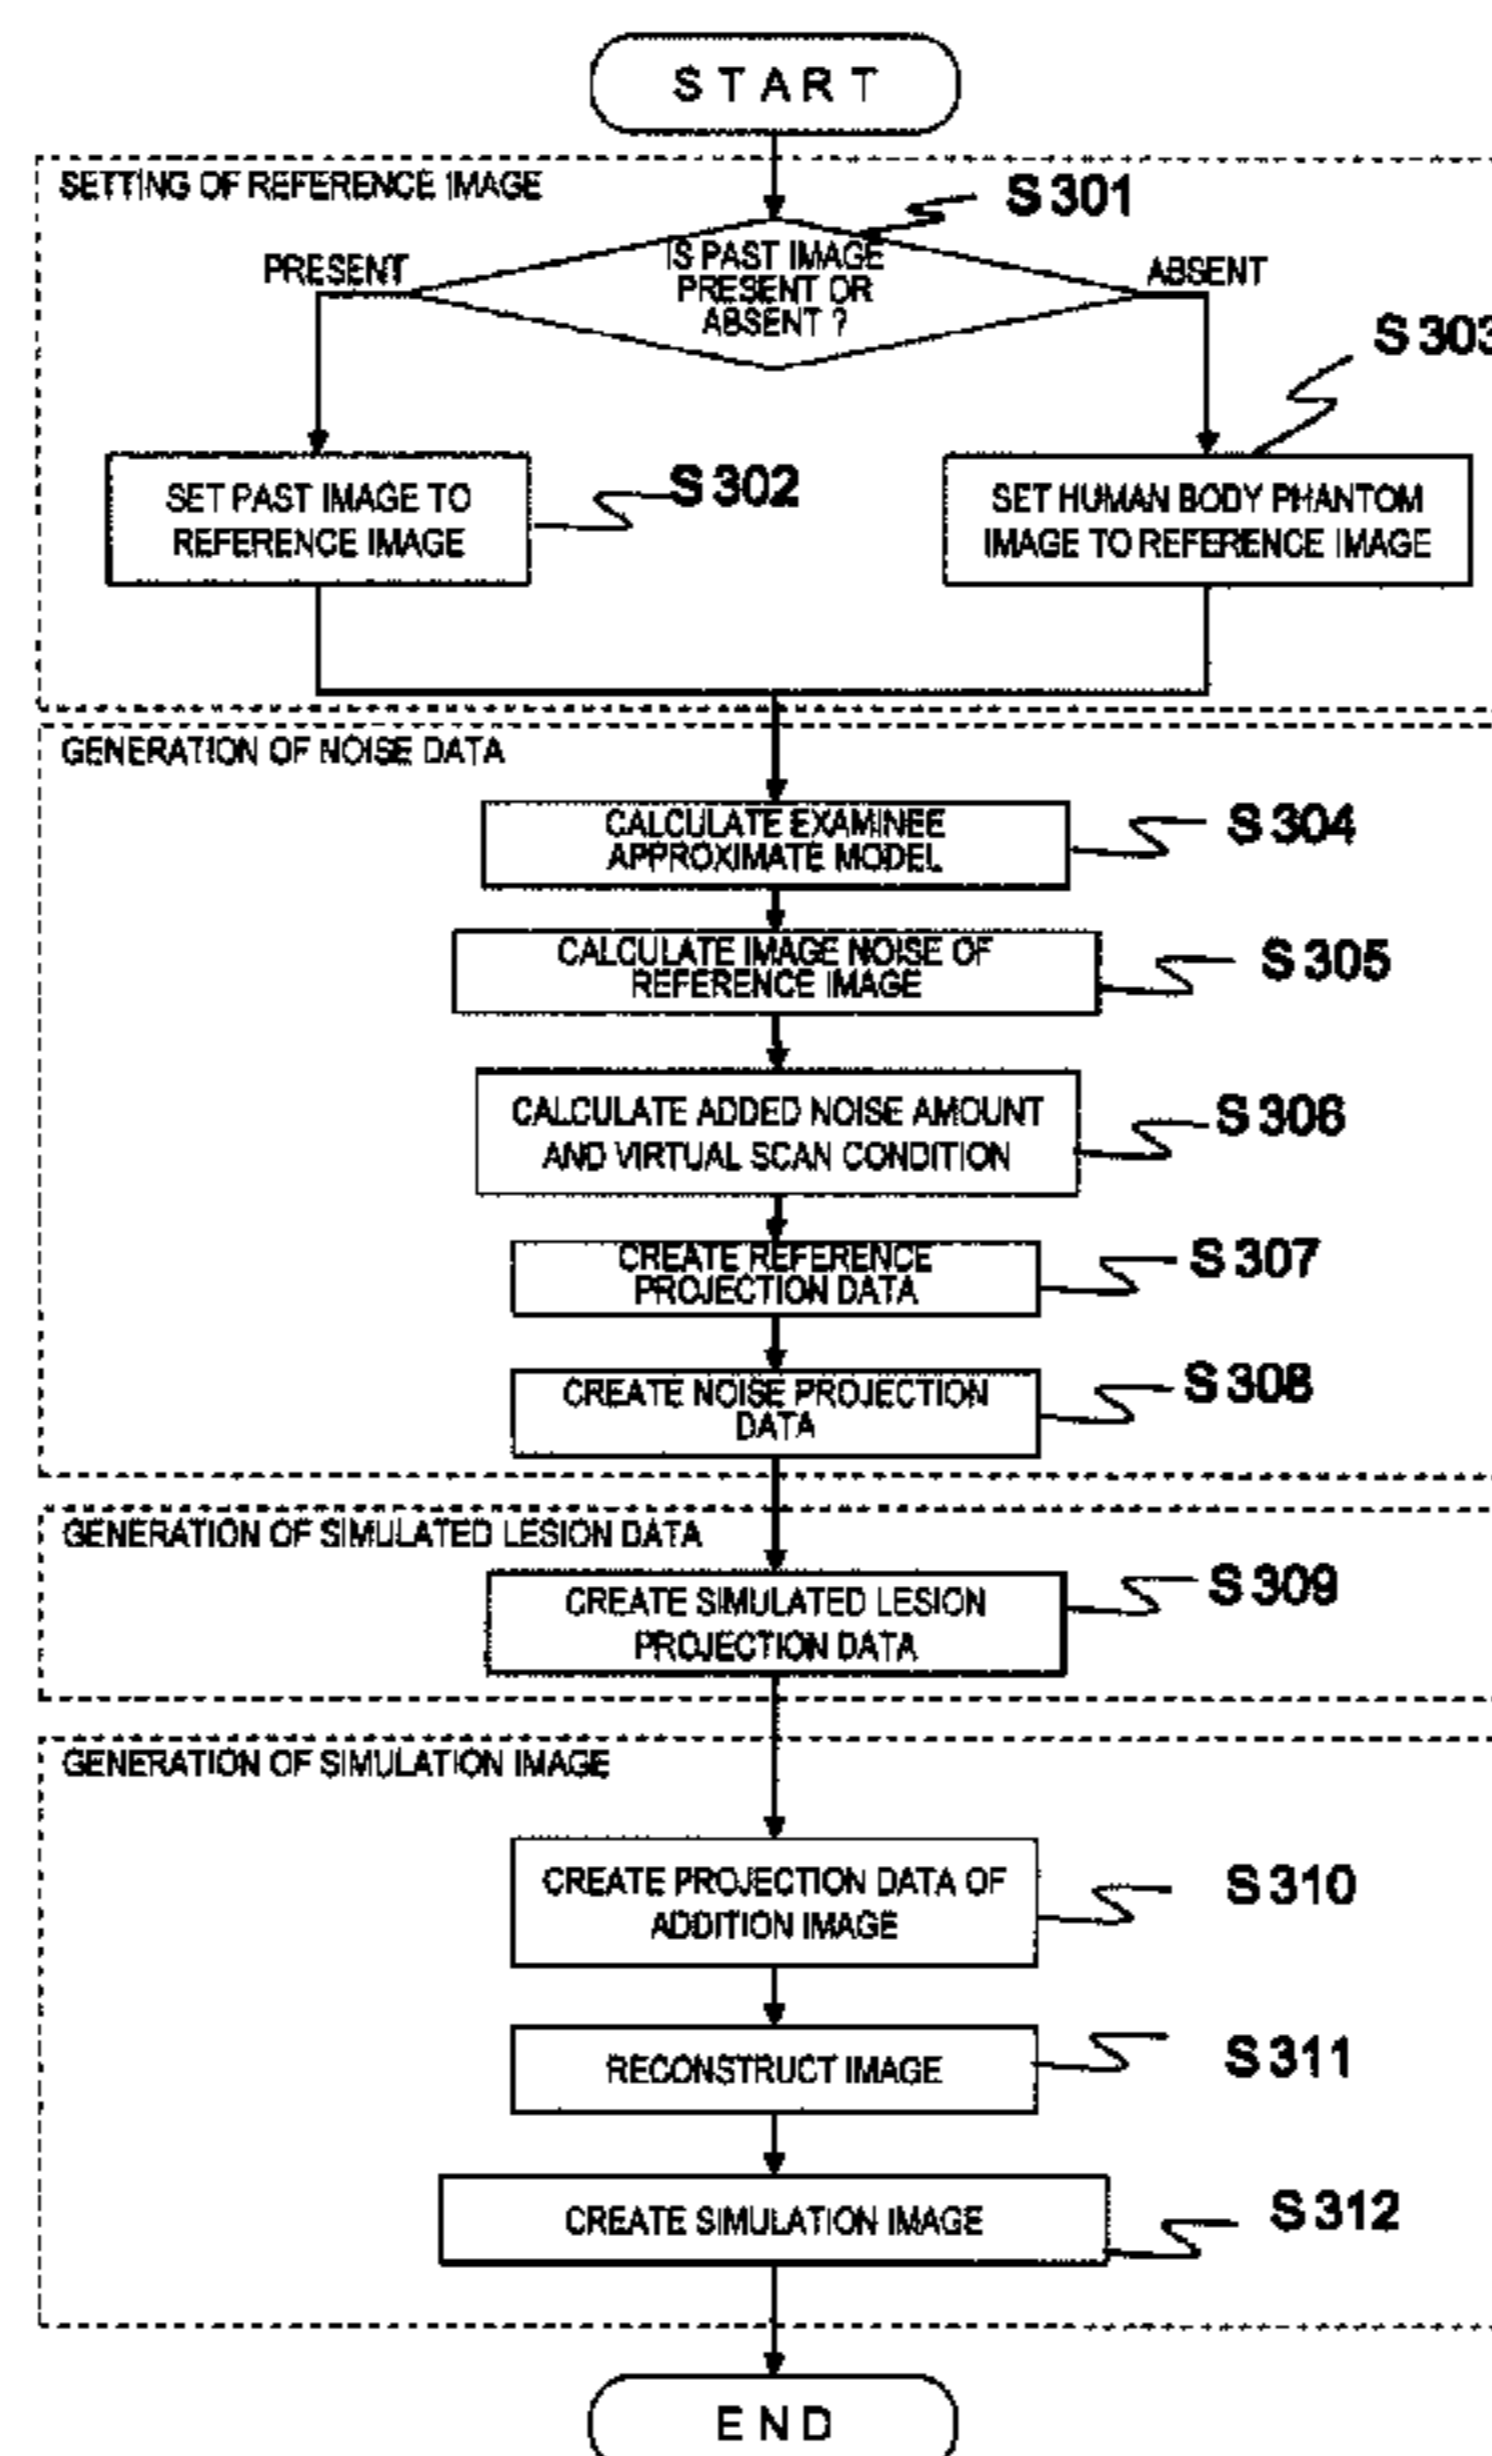 START
SETTING OF REFERENCE IMAGE
S301
IS PAST IMAGE
PRESENT OR
ABSENT ?
PRESENT
ABSENT
S303
SET PAST IMAGE TO
REFERENCE IMAGE
S302
SET HUMAN BODY PHANTOM
IMAGE TO REFERENCE IMAGE
GENERATION OF NOISE DATA
CALCULATE EXAMINEE
APPROXIMATE MODEL
S304
CALCULATE IMAGE NOISE OF
REFERENCE IMAGE
S305
CALCULATE ADDED NOISE AMOUNT
AND VIRTUAL SCAN CONDITION
S306
CREATE REFERENCE
PROJECTION DATA
S307
CREATE NOISE PROJECTION
DATA
S308
GENERATION OF SIMULATED LESION DATA
CREATE SIMULATED LESION
PROJECTION DATA
S309
GENERATION OF SIMULATION IMAGE
CREATE PROJECTION DATA OF
ADDITION IMAGE
S310
RECONSTRUCT IMAGE
S311
CREATE SIMULATION IMAGE
S312
END